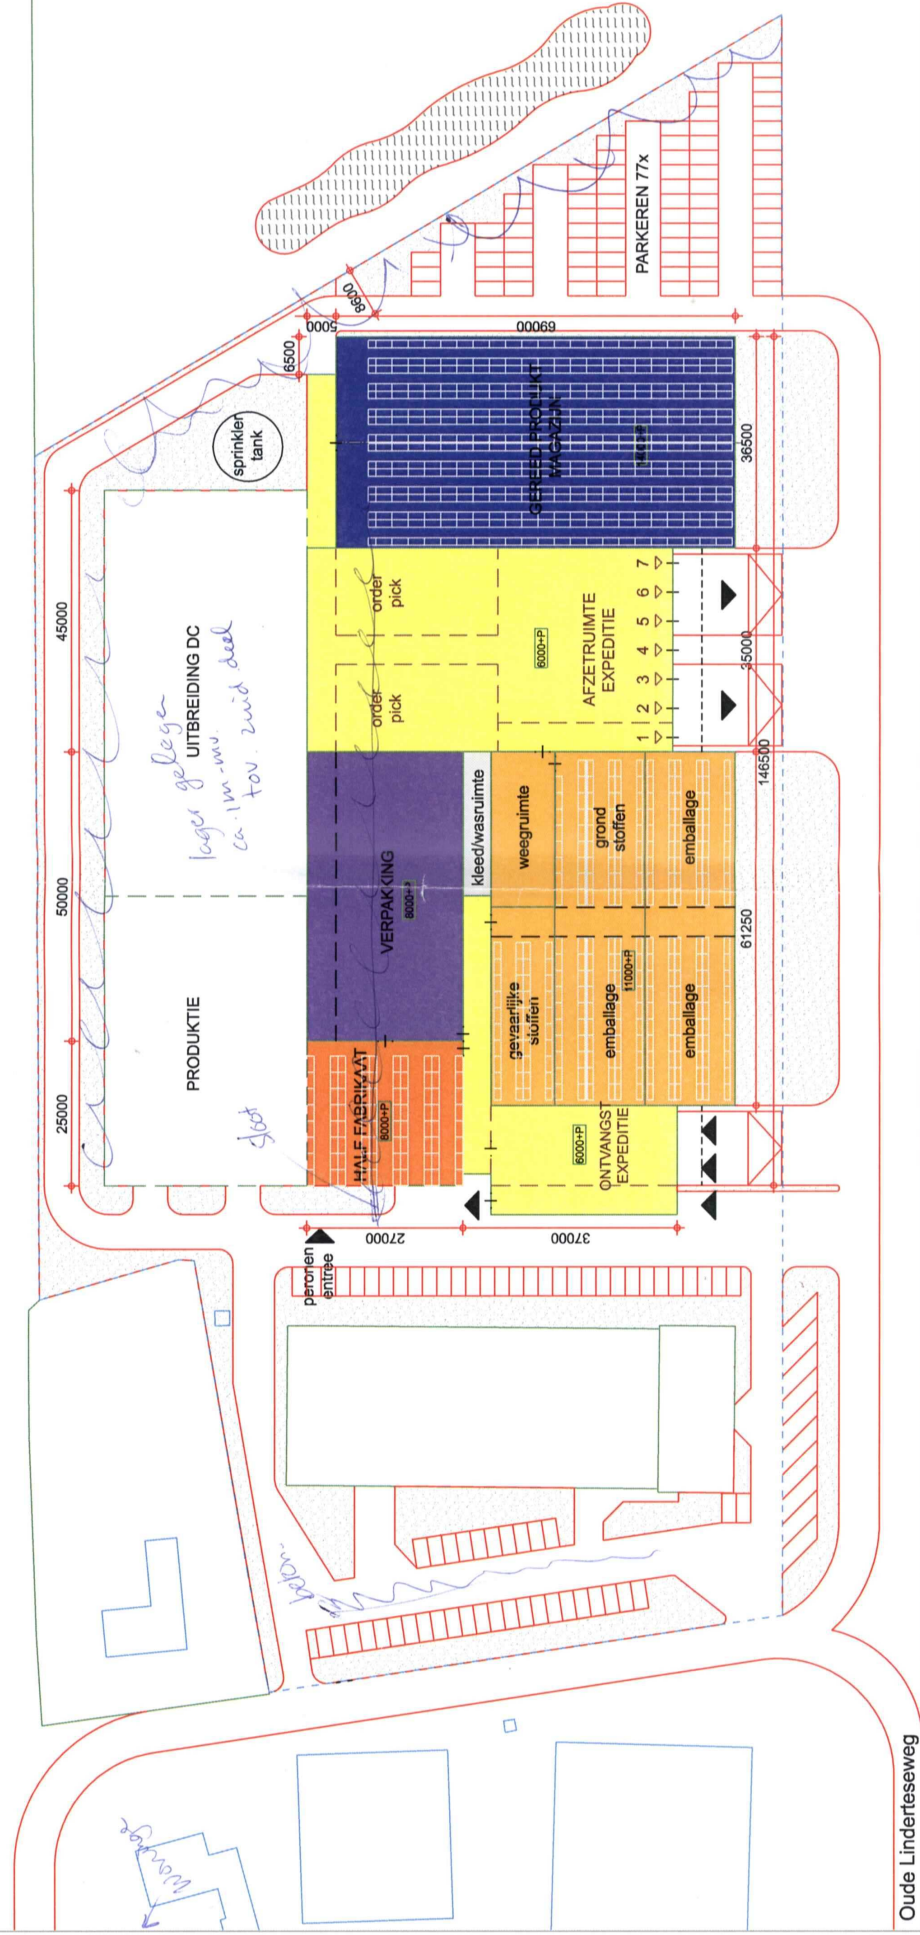 PARKEREN 77x
8600
5000
69000
6500
sprinkler
tank
GEREED PRODUKT
MAGAZIJN
36500
45000
UITBREIDING DC
lager gelegen
ca. 1m-mv.
tov. zuid deel
order
pick
order
pick
6000+P
AFZETRUIMTE
EXPEDITIE
1 2 3 4 5 6 7
35000
146500
50000
PRODUKTIE
VERPAKKING
8000+P
kleed/wasruimte
weegruimte
grond
stoffen
emballage
gevaarlijke
stoffen
emballage
11000+P
emballage
61250
25000
sloot
HALF FABRIKAAT
8000+P
6000+P
ONTVANGST
EXPEDITIE
27000
37000
peronen
entree
Oude Linderteseweg